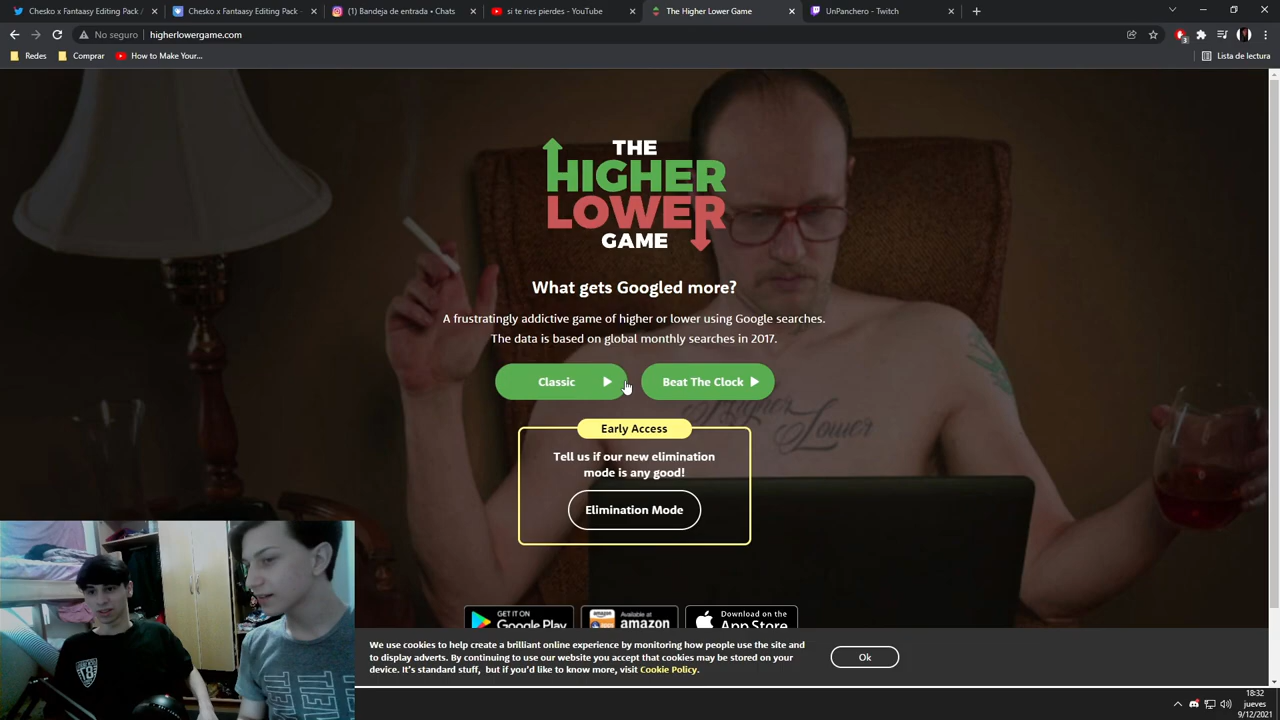 Chesko x Fantaasy Editing Pack /
Chesko x Fantaasy Editing Pack -
(1) Bandeja de entrada • Chats
si te ries pierdes - YouTube
The Higher Lower Game
UnPanchero - Twitch
No seguro
higherlowergame.com
3
Redes
Comprar
How to Make Your...
Lista de lectura
THE
HIGHER
LOWER
GAME
What gets Googled more?
A frustratingly addictive game of higher or lower using Google searches.
The data is based on global monthly searches in 2017.
Classic
Beat The Clock
Higher
Lower
Early Access
Tell us if our new elimination
mode is any good!
Elimination Mode
GET IT ON
Google Play
Available at
amazon
Download on the
App Store
We use cookies to help create a brilliant online experience by monitoring how people use the site and
to display adverts. By continuing to use our website you accept that cookies may be stored on your
device. It's standard stuff, but if you'd like to know more, visit Cookie Policy.
Ok
18:32
jueves
9/12/2021